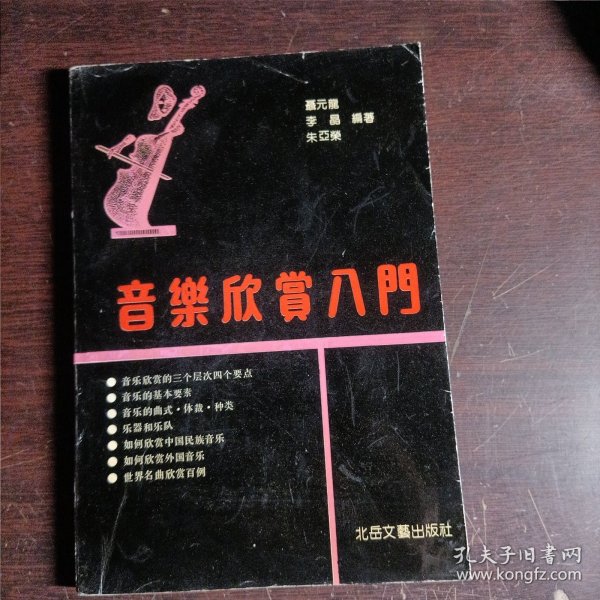 聶元龍
李昌 編著
朱亞榮
音樂欣賞入門
音乐欣赏的三个层次四个要点
音乐的基本要素
音乐的曲式·体裁·种类
乐器和乐队
如何欣赏中国民族音乐
如何欣赏外国音乐
世界名曲欣赏百例
北岳文藝出版社
孔夫子旧书网
www.kongfz.com